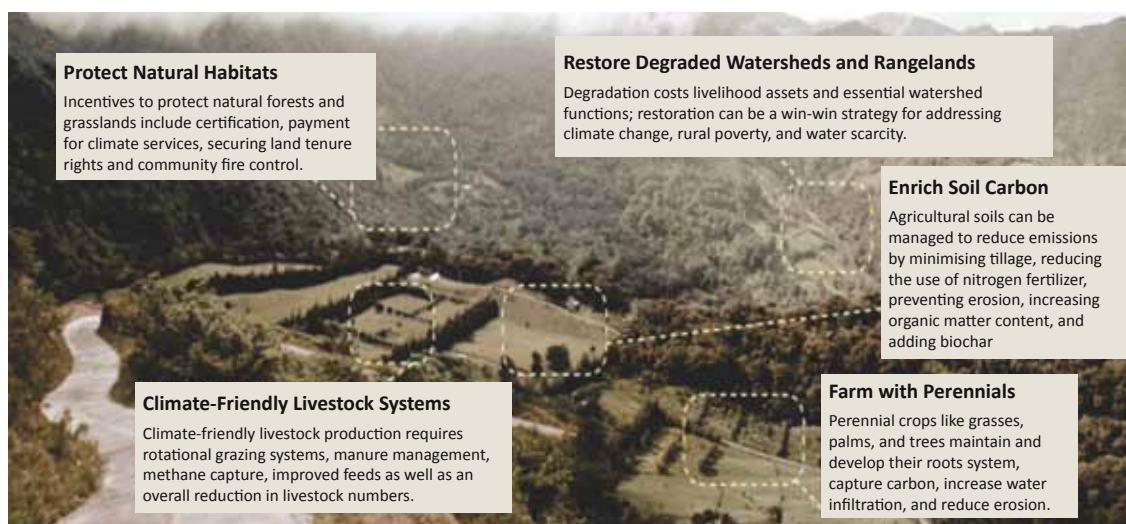 Protect Natural Habitats
Incentives to protect natural forests and
grasslands include certification, payment
for climate services, securing land tenure
rights and community fire control.
Restore Degraded Watersheds and Rangelands
Degradation costs livelihood assets and essential watershed
functions; restoration can be a win-win strategy for addressing
climate change, rural poverty, and water scarcity.
Enrich Soil Carbon
Agricultural soils can be
managed to reduce emissions
by minimising tillage, reducing
the use of nitrogen fertilizer,
preventing erosion, increasing
organic matter content, and
adding biochar
Climate-Friendly Livestock Systems
Climate-friendly livestock production requires
rotational grazing systems, manure management,
methane capture, improved feeds as well as an
overall reduction in livestock numbers.
Farm with Perennials
Perennial crops like grasses,
palms, and trees maintain and
develop their roots system,
capture carbon, increase water
infiltration, and reduce erosion.